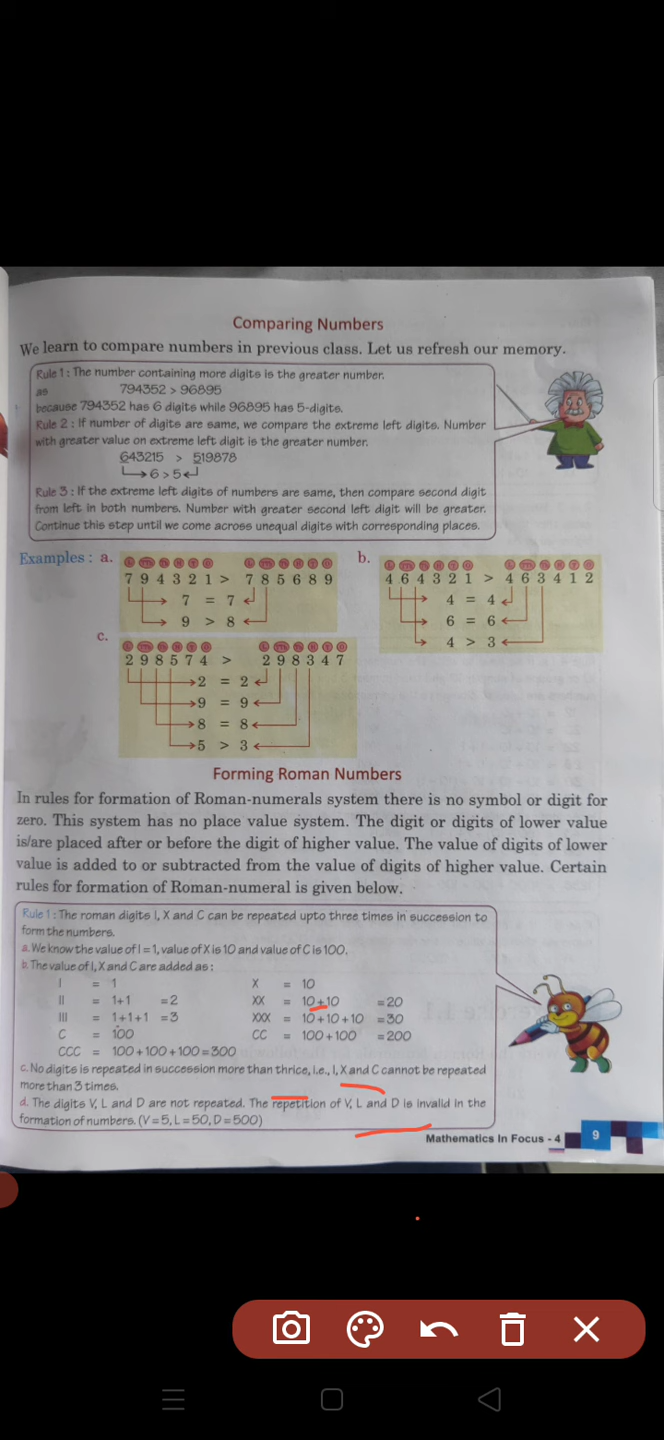 Comparing Numbers
We learn to compare numbers in previous class. Let us refresh our memory.
Rule 1 : The number containing more digits is the greater number.
as 794352 > 96895
because 794352 has 6 digits while 96895 has 5-digits.
Rule 2 : If number of digits are same, we compare the extreme left digits. Number
with greater value on extreme left digit is the greater number.
643215 > 519878
6 > 5
Rule 3 : If the extreme left digits of numbers are same, then compare second digit
from left in both numbers. Number with greater second left digit will be greater.
Continue this step until we come across unequal digits with corresponding places.
Examples : a.
L TTh Th H T O L TTh Th H T O
7 9 4 3 2 1 > 7 8 5 6 8 9
7 = 7
9 > 8
b.
L TTh Th H T O L TTh Th H T O
4 6 4 3 2 1 > 4 6 3 4 1 2
4 = 4
6 = 6
4 > 3
c.
2 9 8 5 7 4 > 2 9 8 3 4 7
2 = 2
9 = 9
8 = 8
5 > 3
Forming Roman Numbers
In rules for formation of Roman-numerals system there is no symbol or digit for
zero. This system has no place value system. The digit or digits of lower value
is/are placed after or before the digit of higher value. The value of digits of lower
value is added to or subtracted from the value of digits of higher value. Certain
rules for formation of Roman-numeral is given below.
Rule 1 : The roman digits I, X and C can be repeated upto three times in succession to
form the numbers.
a. We know the value of I = 1, value of X is 10 and value of C is 100.
b. The value of I, X and C are added as :
I = 1 X = 10
II = 1+1 =2 XX = 10+10 =20
III = 1+1+1 =3 XXX = 10+10+10 =30
C = 100 CC = 100+100 =200
CCC = 100+100+100=300
c. No digits is repeated in succession more than thrice, i.e., I, X and C cannot be repeated
more than 3 times.
d. The digits V, L and D are not repeated. The repetition of V, L and D is invalid in the
formation of numbers. (V = 5, L = 50, D = 500)
Mathematics In Focus - 4 9